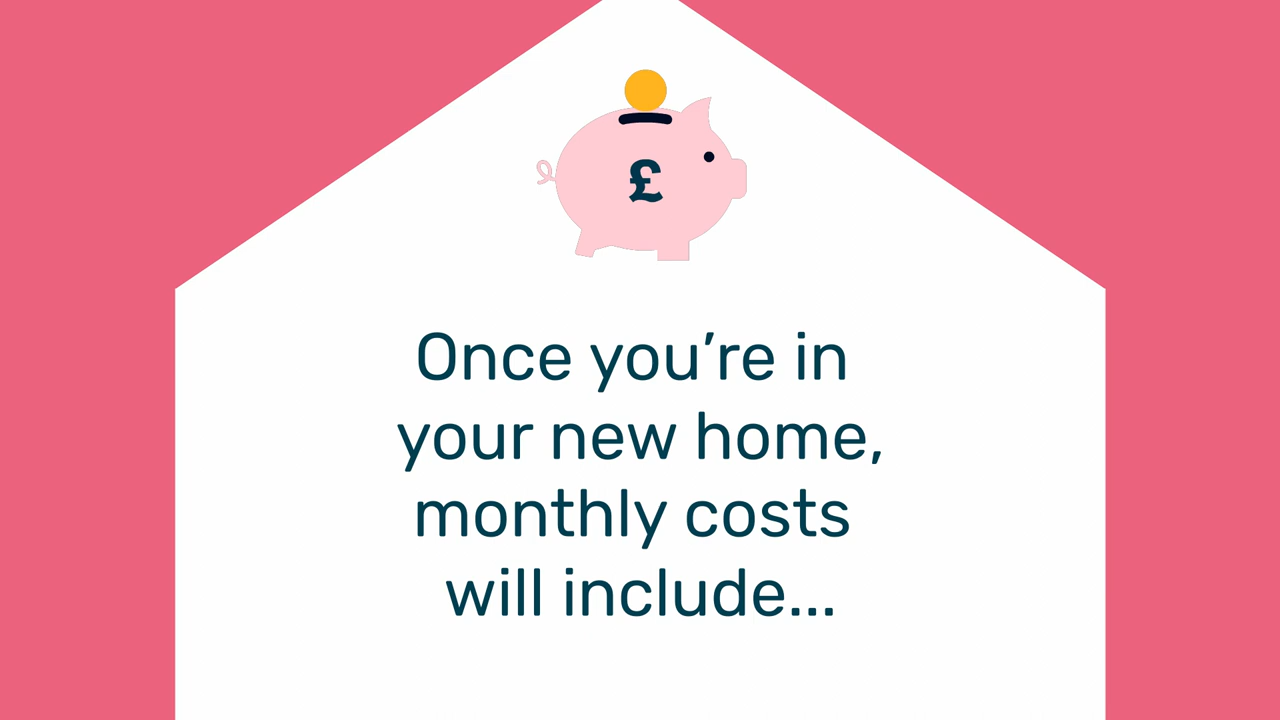 £
Once you’re in
your new home,
monthly costs
will include...